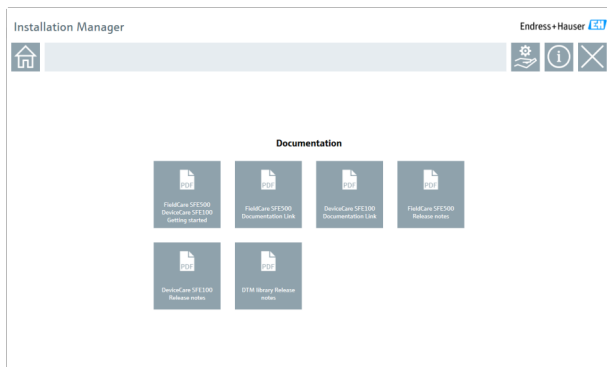 Installation Manager
Endress+Hauser EH
i
Documentation
PDF
FieldCare SFE500
DeviceCare SFE100
Getting started
PDF
FieldCare SFE500
Documentation Link
PDF
DeviceCare SFE100
Documentation Link
PDF
FieldCare SFE500
Release notes
PDF
DeviceCare SFE100
Release notes
PDF
DTM library Release
notes